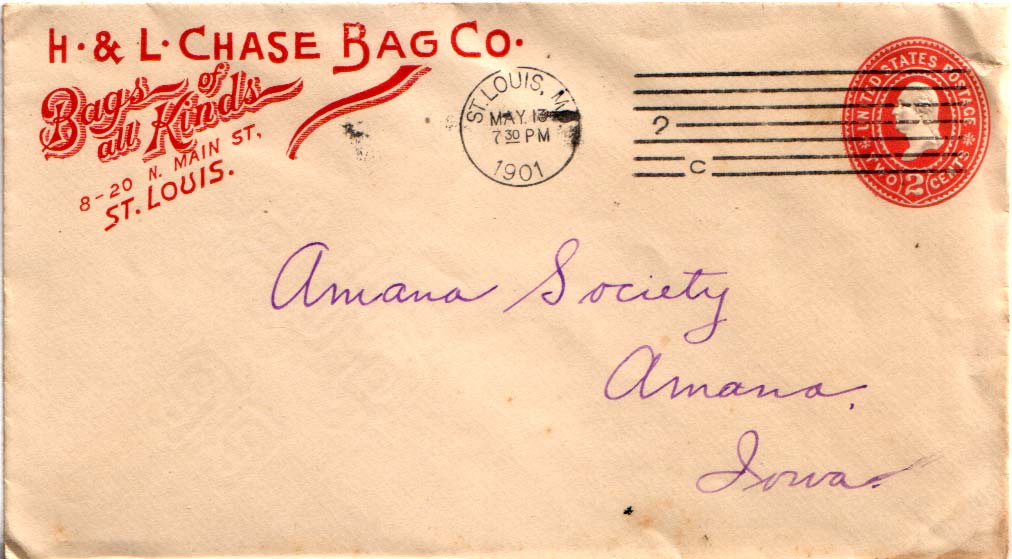 H. & L. CHASE BAG CO.
Bags of
all Kinds
8-20 N. MAIN ST,
ST. LOUIS.
ST. LOUIS, M
MAY 13
7 30 PM
1901
?
C
UNITED STATES POSTAGE
TWO 2 CENTS
Amana Society
Amana,
Iowa.